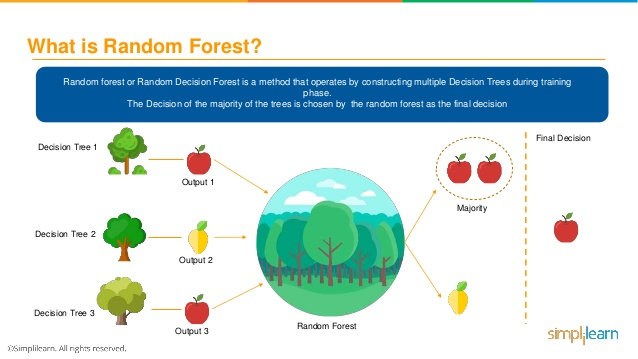 What is Random Forest?
Random forest or Random Decision Forest is a method that operates by constructing multiple Decision Trees during training
phase.
The Decision of the majority of the trees is chosen by the random forest as the final decision
Final Decision
Decision Tree 1
Output 1
Majority
Decision Tree 2
Output 2
Decision Tree 3
Output 3
Random Forest
©Simplilearn. All rights reserved.
simplilearn